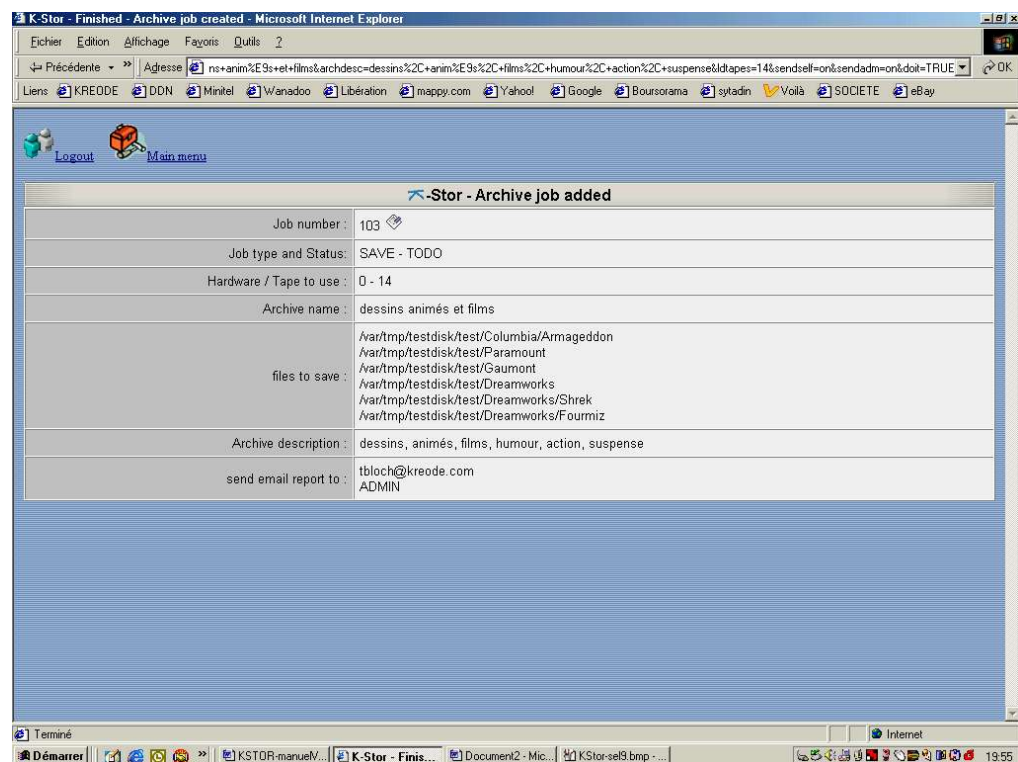 K-Stor - Finished - Archive job created - Microsoft Internet Explorer
Fichier Edition Affichage Favoris Outils ?
Précédente » Adresse ns+anim%E9s+et+films&archdesc=dessins%2C+anim%E9s%2C+films%2C+humour%2C+action%2C+suspense&ldtapes=14&sendself=on&sendadm=on&doit=TRUE OK
Liens KREODE DDN Minitel Wanadoo Libération mappy.com Yahoo! Google Boursorama sytadin Voilà SOCIETE eBay
Logout Main menu
K-Stor - Archive job added
Job number : 103
Job type and Status: SAVE - TODO
Hardware / Tape to use : 0 - 14
Archive name : dessins animés et films
files to save :
/var/tmp/testdisk/test/Columbia/Armageddon
/var/tmp/testdisk/test/Paramount
/var/tmp/testdisk/test/Gaumont
/var/tmp/testdisk/test/Dreamworks
/var/tmp/testdisk/test/Dreamworks/Shrek
/var/tmp/testdisk/test/Dreamworks/Fourmiz
Archive description : dessins, animés, films, humour, action, suspense
send email report to :
tbloch@kreode.com
ADMIN
Terminé Internet
Démarrer » KSTOR-manuelV... K-Stor - Finis... Document2 - Mic... KStor-sel9.bmp - ... 19:55